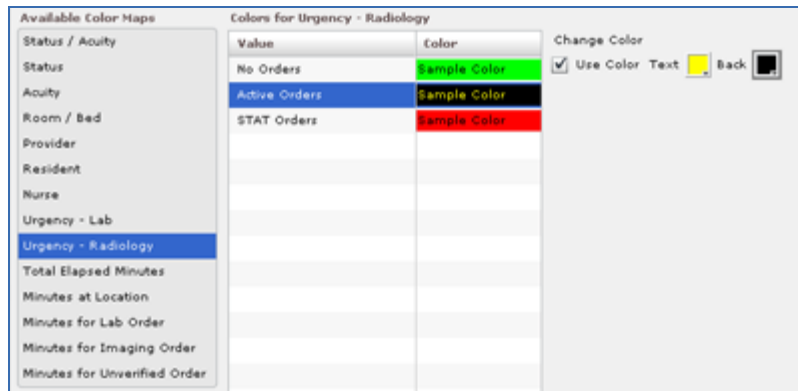 Available Color Maps
Status / Acuity
Status
Acuity
Room / Bed
Provider
Resident
Nurse
Urgency - Lab
Urgency - Radiology
Total Elapsed Minutes
Minutes at Location
Minutes for Lab Order
Minutes for Imaging Order
Minutes for Unverified Order
Colors for Urgency - Radiology
Value Color
No Orders Sample Color
Active Orders Sample Color
STAT Orders Sample Color
Change Color
Use Color Text Back